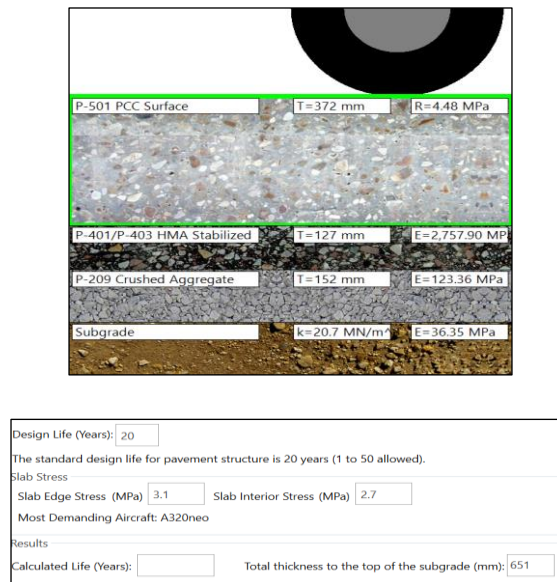 P-501 PCC Surface T=372 mm R=4.48 MPa
P-401/P-403 HMA Stabilized T=127 mm E=2,757.90 MP
P-209 Crushed Aggregate T=152 mm E=123.36 MPa
Subgrade k=20.7 MN/m^ E=36.35 MPa
Design Life (Years): 20
The standard design life for pavement structure is 20 years (1 to 50 allowed).
Slab Stress
Slab Edge Stress (MPa) 3.1 Slab Interior Stress (MPa) 2.7
Most Demanding Aircraft: A320neo
Results
Calculated Life (Years): Total thickness to the top of the subgrade (mm): 651